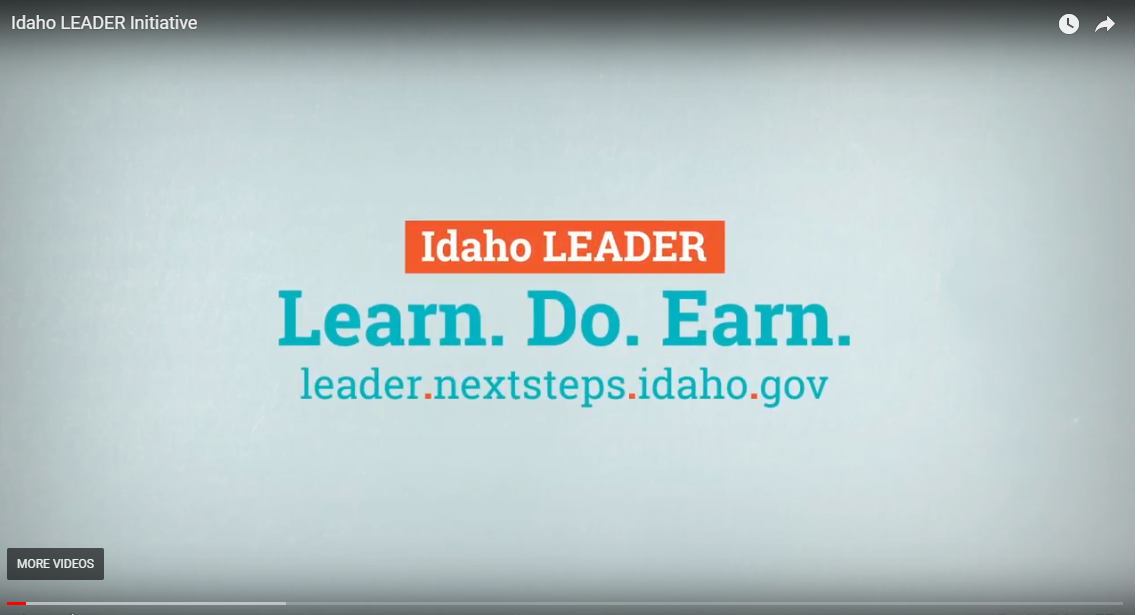 Idaho LEADER Initiative
Idaho LEADER
Learn. Do. Earn.
leader.nextsteps.idaho.gov
MORE VIDEOS